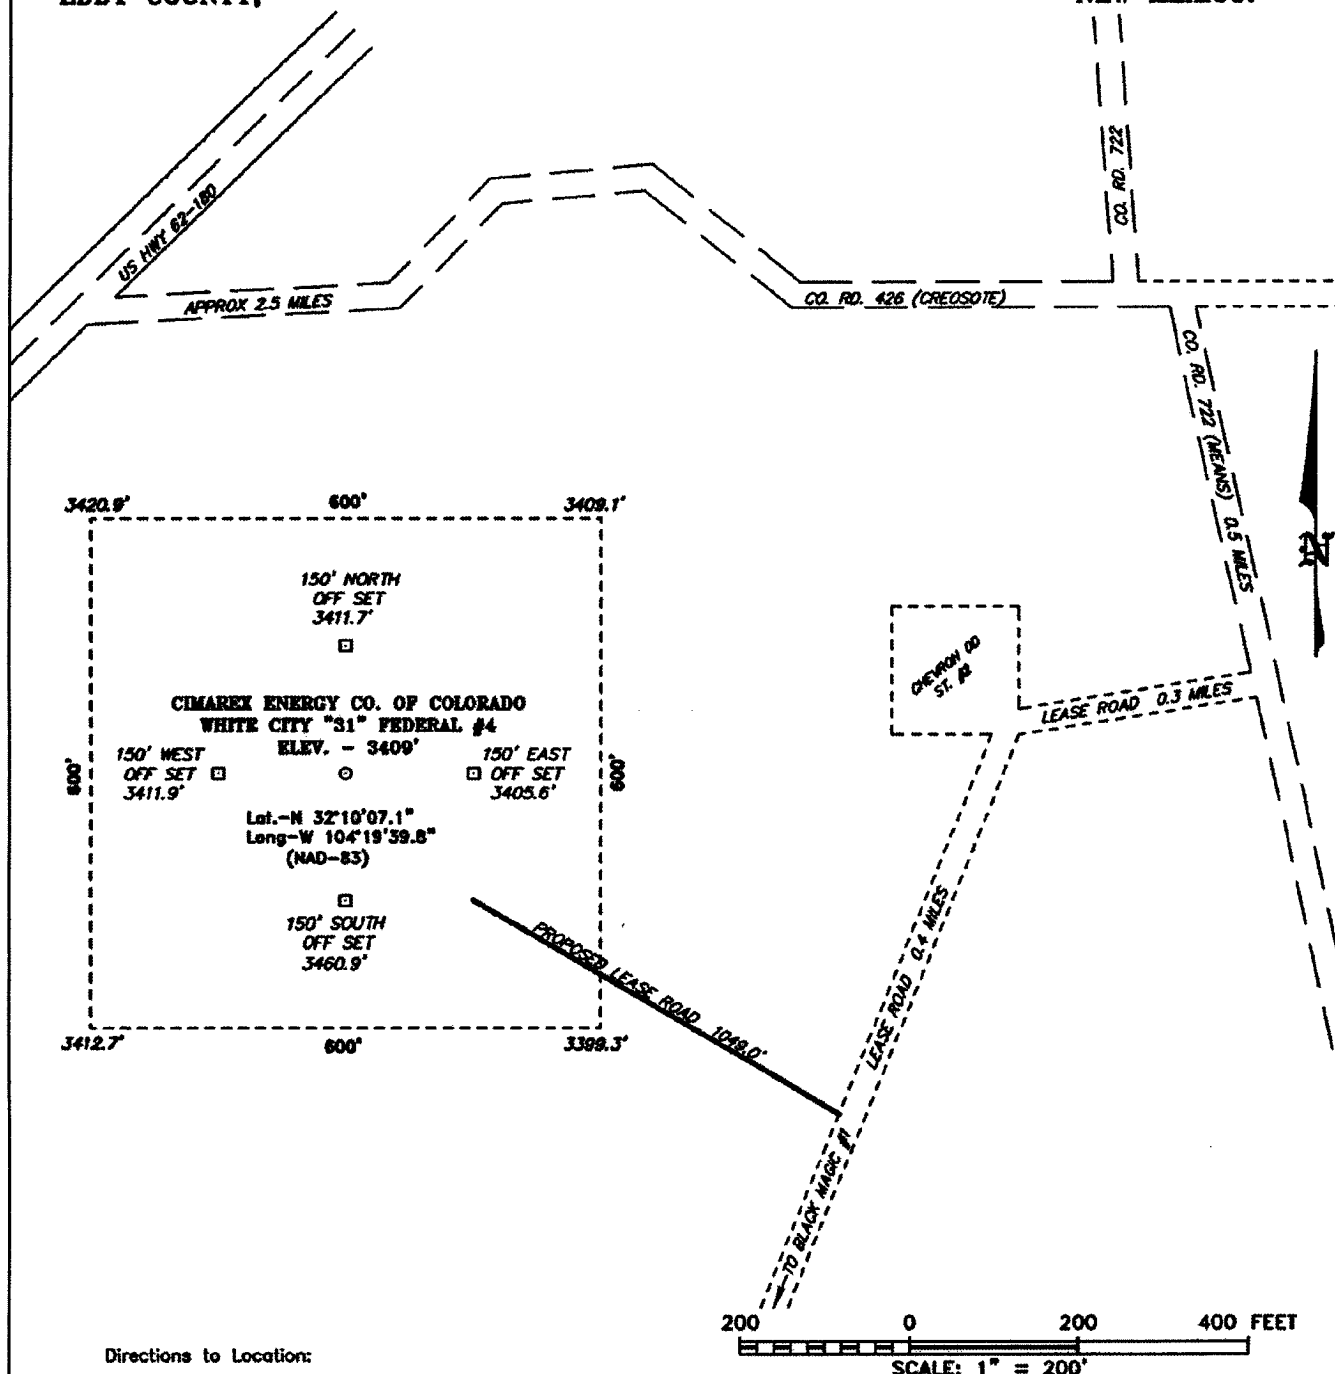 EDDY COUNTY,
NEW MEXICO.
US HWY 62-180
APPROX 2.5 MILES
CO. RD. 426 (CREOSOTE)
CO. RD. 722
CO. RD. 722 (MEANS) 0.5 MILES
3420.9'
600'
3409.1'
150' NORTH
OFF SET
3411.7'
CIMAREX ENERGY CO. OF COLORADO
WHITE CITY "31" FEDERAL #4
ELEV. - 3409'
150' WEST
OFF SET
3411.9'
150' EAST
OFF SET
3405.6'
600'
600'
Lat.-N 32°10'07.1"
Long-W 104°19'39.8"
(NAD-83)
150' SOUTH
OFF SET
3460.9'
3412.7'
600'
3399.3'
CHEVRON DD
ST. #2
LEASE ROAD 0.3 MILES
LEASE ROAD 0.4 MILES
PROPOSED LEASE ROAD 1049.0'
TO BLACK MAGIC #1
N
200 0 200 400 FEET
SCALE: 1" = 200'
Directions to Location: